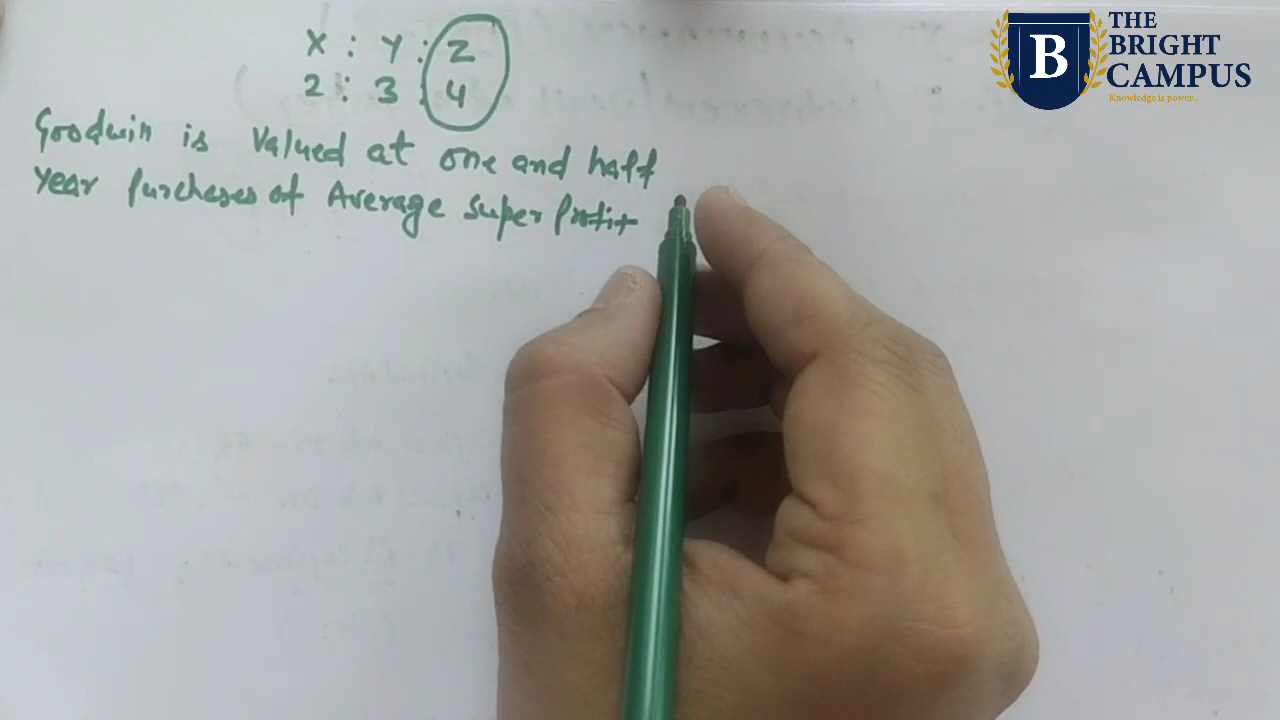 X : Y : Z
2 : 3 : 4
Goodwin is valued at one and half
year purchases of Average super Profit
THE
BRIGHT
CAMPUS
Knowledge is power.
B